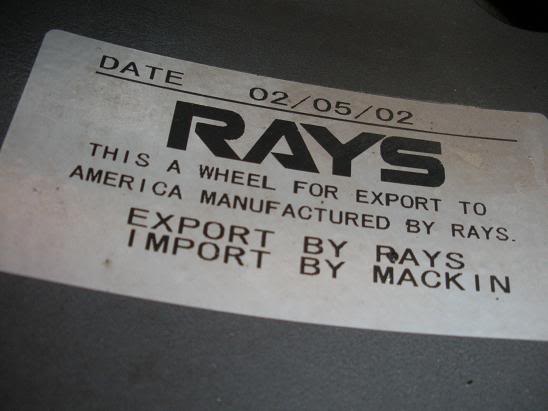 DATE 02/05/02
RAYS
THIS A WHEEL FOR EXPORT TO
AMERICA MANUFACTURED BY RAYS.
EXPORT BY RAYS
IMPORT BY MACKIN